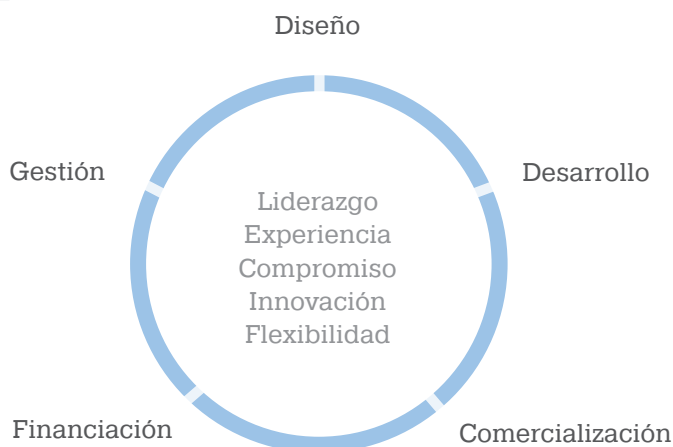 Diseño
Gestión
Desarrollo
Liderazgo
Experiencia
Compromiso
Innovación
Flexibilidad
Financiación
Comercialización